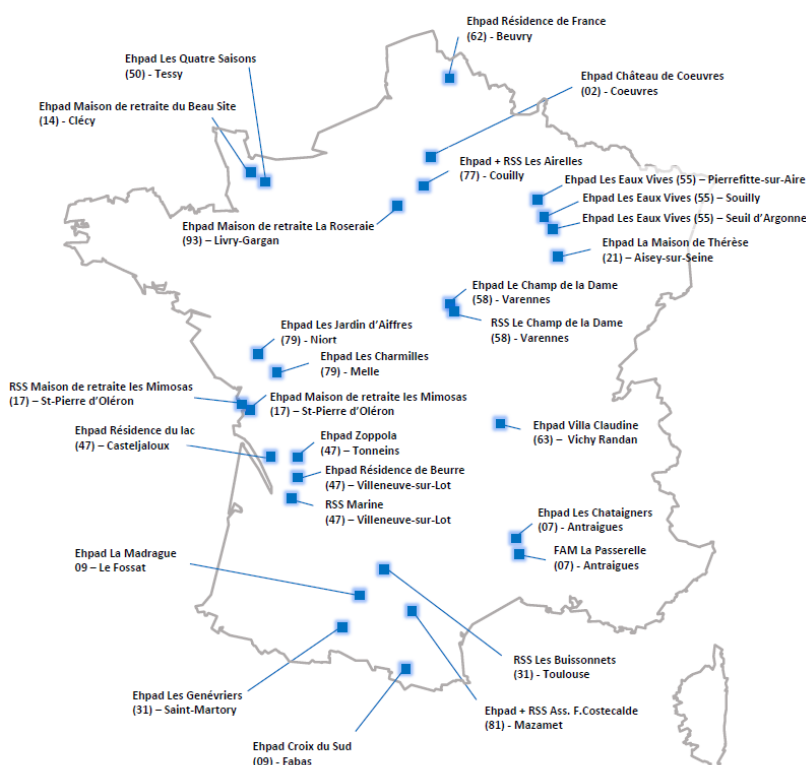 Ehpad Résidence de France
(62) - Beuvry
Ehpad Les Quatre Saisons
(50) - Tessy
Ehpad Château de Coeuvres
(02) - Coeuvres
Ehpad Maison de retraite du Beau Site
(14) - Clécy
Ehpad + RSS Les Airelles
(77) - Couilly
Ehpad Les Eaux Vives (55) – Pierrefitte-sur-Aire
Ehpad Les Eaux Vives (55) – Souilly
Ehpad Les Eaux Vives (55) – Seuil d'Argonne
Ehpad Maison de retraite La Roseraie
(93) – Livry-Gargan
Ehpad La Maison de Thérèse
(21) – Aisey-sur-Seine
Ehpad Le Champ de la Dame
(58) - Varennes
RSS Le Champ de la Dame
(58) - Varennes
Ehpad Les Jardin d'Aiffres
(79) - Niort
Ehpad Les Charmilles
(79) - Melle
RSS Maison de retraite les Mimosas
(17) – St-Pierre d'Oléron
Ehpad Maison de retraite les Mimosas
(17) – St-Pierre d'Oléron
Ehpad Résidence du lac
(47) – Casteljaloux
Ehpad Zoppola
(47) – Tonneins
Ehpad Villa Claudine
(63) – Vichy Randan
Ehpad Résidence de Beurre
(47) – Villeneuve-sur-Lot
RSS Marine
(47) – Villeneuve-sur-Lot
Ehpad Les Chataigners
(07) - Antraigues
FAM La Passerelle
(07) - Antraigues
Ehpad La Madrague
09 – Le Fossat
RSS Les Buissonnets
(31) - Toulouse
Ehpad Les Genévriers
(31) – Saint-Martory
Ehpad + RSS Ass. F.Costecalde
(81) - Mazamet
Ehpad Croix du Sud
(09) - Fabas